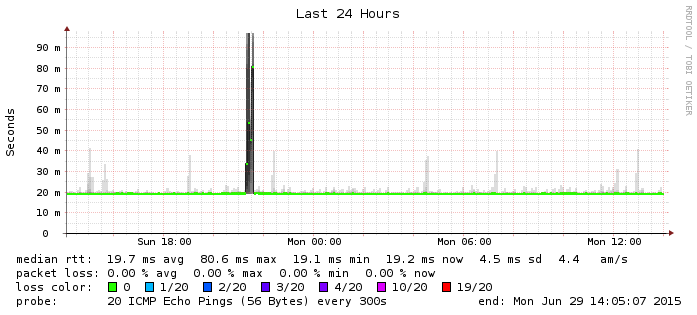 Last 24 Hours
RRDTOOL / TOBI OETIKER
Seconds
90 m
80 m
70 m
60 m
50 m
40 m
30 m
20 m
10 m
0
Sun 18:00 Mon 00:00 Mon 06:00 Mon 12:00
median rtt: 19.7 ms avg 80.6 ms max 19.1 ms min 19.2 ms now 4.5 ms sd 4.4 am/s
packet loss: 0.00 % avg 0.00 % max 0.00 % min 0.00 % now
loss color: 0 1/20 2/20 3/20 4/20 10/20 19/20
probe: 20 ICMP Echo Pings (56 Bytes) every 300s end: Mon Jun 29 14:05:07 2015